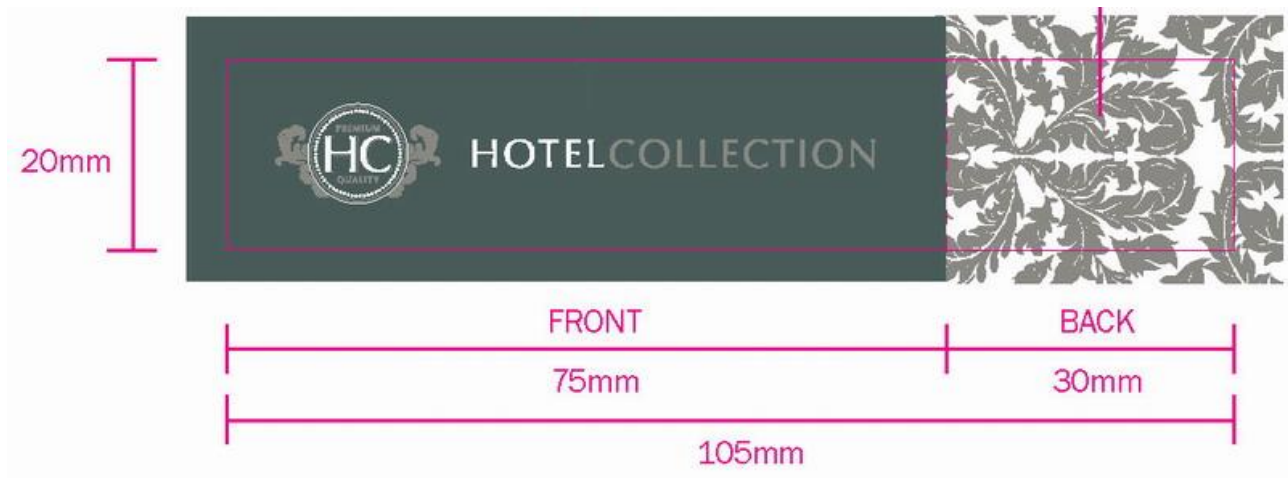 20mm
PREMIUM
HC
QUALITY
HOTELCOLLECTION
FRONT
BACK
75mm
30mm
105mm